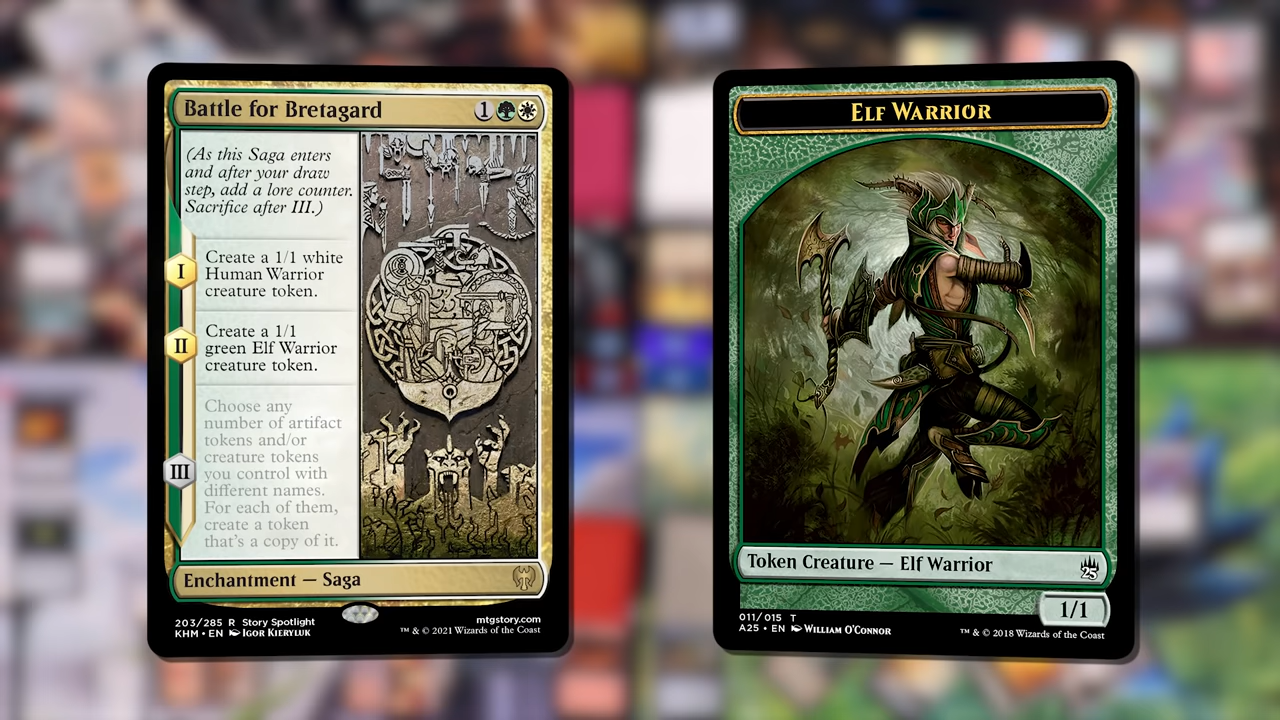 Battle for Bretagard 1
(As this Saga enters
and after your draw
step, add a lore counter.
Sacrifice after III.)
I
Create a 1/1 white
Human Warrior
creature token.
II
Create a 1/1
green Elf Warrior
creature token.
III
Choose any
number of artifact
tokens and/or
creature tokens
you control with
different names.
For each of them,
create a token
that's a copy of it.
Enchantment — Saga
203/285 R Story Spotlight
KHM • EN Igor Kieryluk
mtgstory.com
™ & © 2021 Wizards of the Coast
Elf Warrior
Token Creature — Elf Warrior
25
1/1
011/015 T
A25 • EN William O'Connor
™ & © 2018 Wizards of the Coast